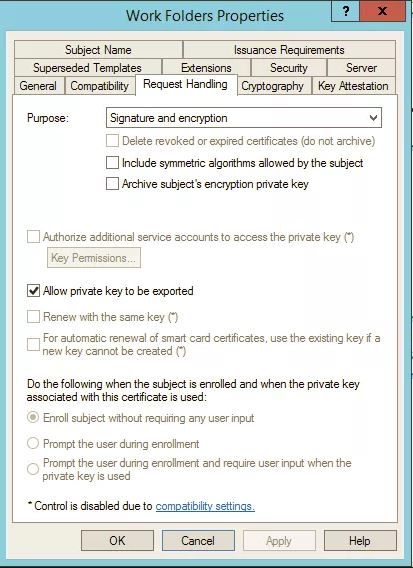 Work Folders Properties
? x
Subject Name Issuance Requirements
Superseded Templates Extensions Security Server
General Compatibility Request Handling Cryptography Key Attestation
Purpose: Signature and encryption
Delete revoked or expired certificates (do not archive)
Include symmetric algorithms allowed by the subject
Archive subject's encryption private key
Authorize additional service accounts to access the private key (*)
Key Permissions...
Allow private key to be exported
Renew with the same key (*)
For automatic renewal of smart card certificates, use the existing key if a
new key cannot be created (*)
Do the following when the subject is enrolled and when the private key
associated with this certificate is used:
Enroll subject without requiring any user input
Prompt the user during enrollment
Prompt the user during enrollment and require user input when the
private key is used
* Control is disabled due to compatibility settings.
OK Cancel Apply Help